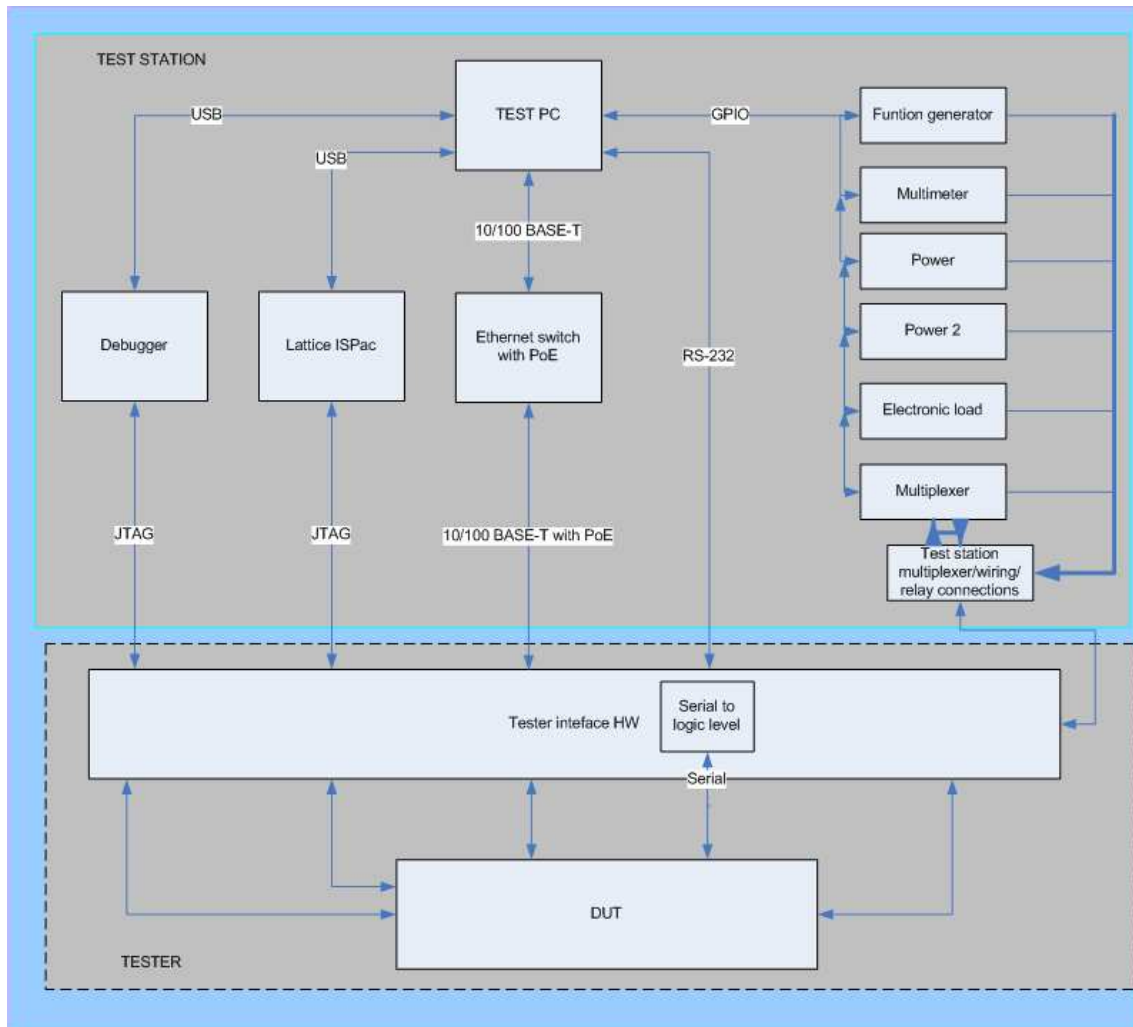 TEST STATION
TEST PC
USB
GPIO
Funtion generator
USB
Multimeter
10/100 BASE-T
Power
Debugger
Lattice ISPac
Ethernet switch
with PoE
Power 2
RS-232
Electronic load
Multiplexer
JTAG
JTAG
10/100 BASE-T with PoE
Test station
multiplexer/wiring/
relay connections
Tester inteface HW
Serial to
logic level
Serial
DUT
TESTER